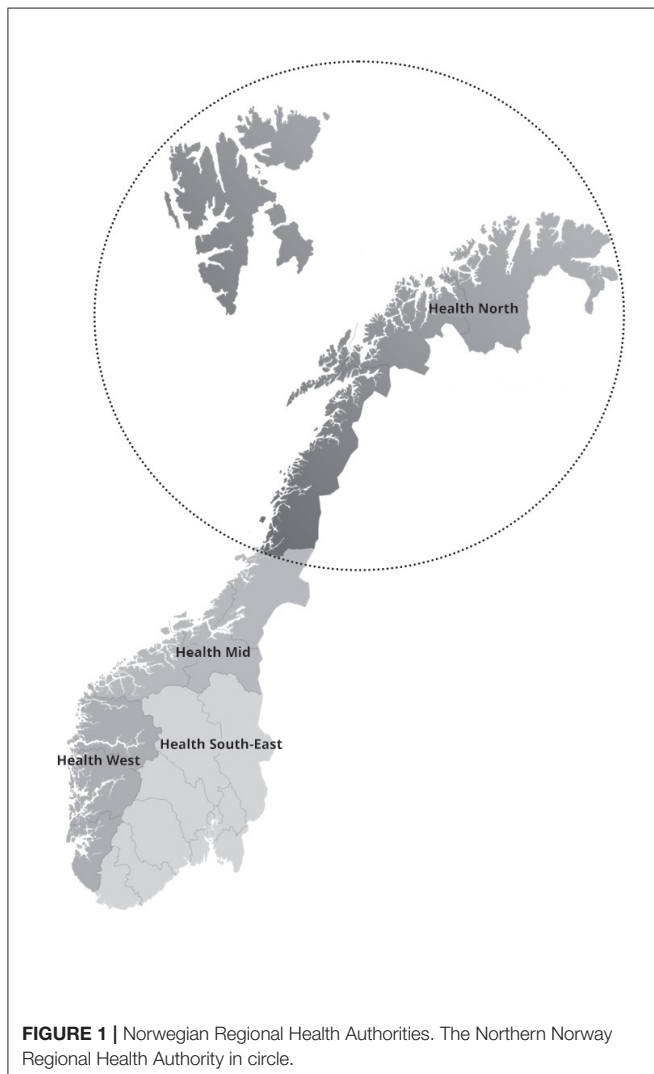 Health North
Health Mid
Health South-East
Health West
FIGURE 1 | Norwegian Regional Health Authorities. The Northern Norway
Regional Health Authority in circle.